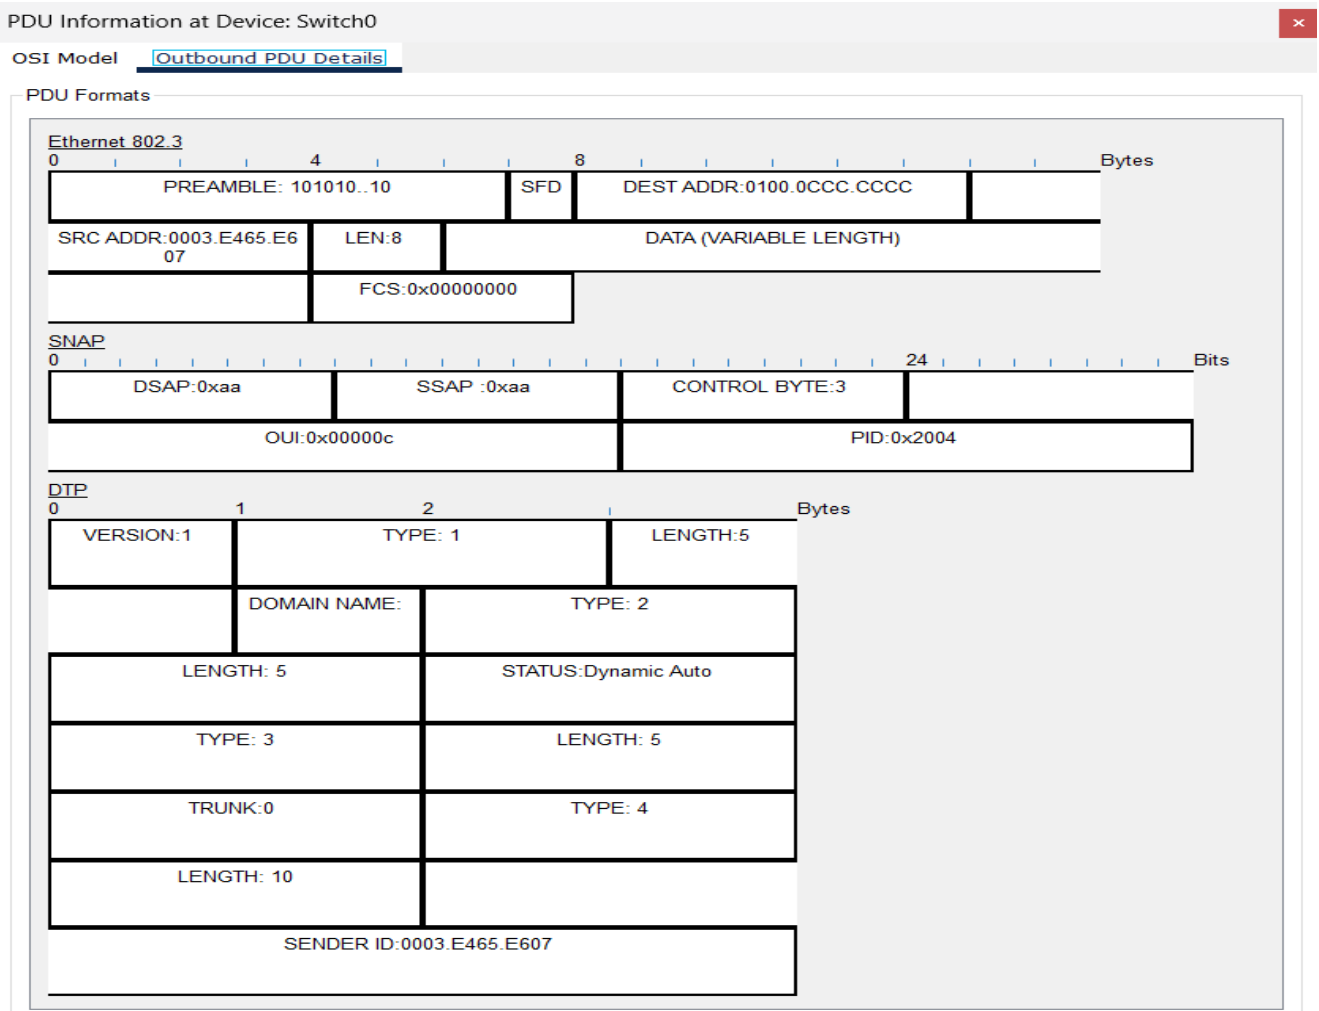 PDU Information at Device: Switch0
×
OSI Model Outbound PDU Details
PDU Formats
Ethernet 802.3
0 4 8 Bytes
PREAMBLE: 101010..10 SFD DEST ADDR:0100.0CCC.CCCC
SRC ADDR:0003.E465.E6 LEN:8 DATA (VARIABLE LENGTH)
07
FCS:0x00000000
SNAP
0 24 Bits
DSAP:0xaa SSAP :0xaa CONTROL BYTE:3
OUI:0x00000c PID:0x2004
DTP
0 1 2 Bytes
VERSION:1 TYPE: 1 LENGTH:5
DOMAIN NAME: TYPE: 2
LENGTH: 5 STATUS:Dynamic Auto
TYPE: 3 LENGTH: 5
TRUNK:0 TYPE: 4
LENGTH: 10
SENDER ID:0003.E465.E607